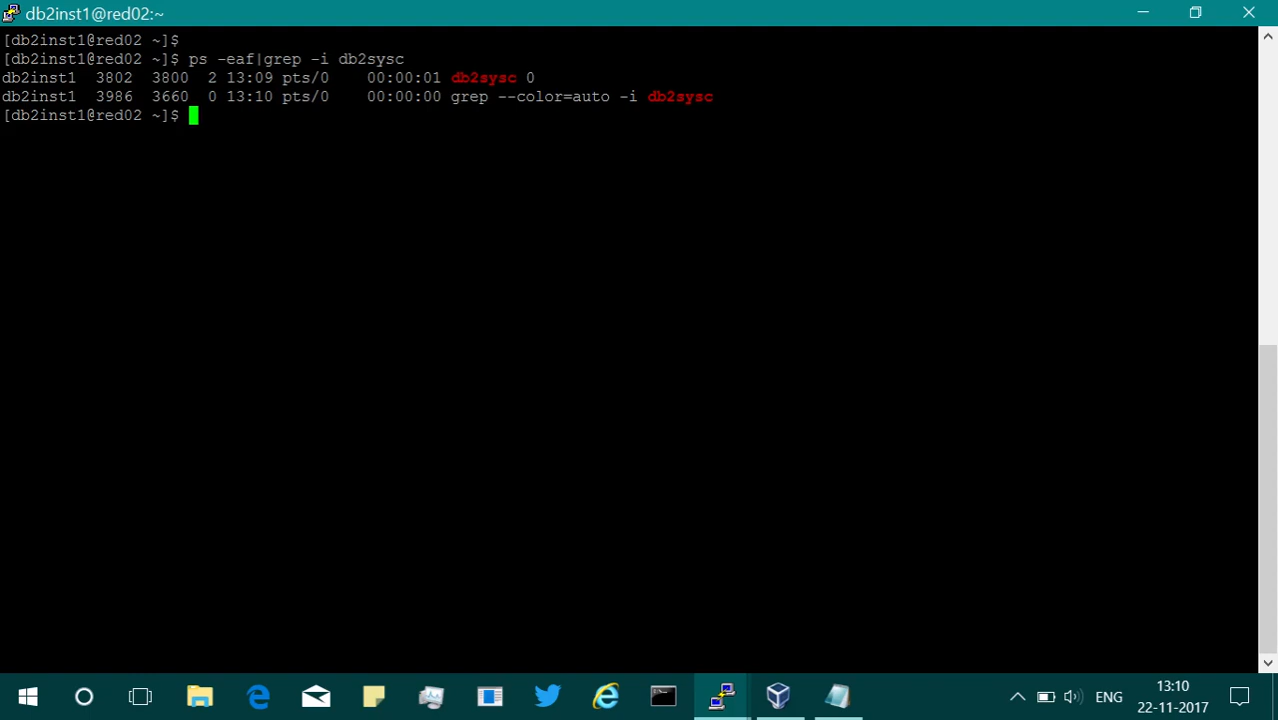 db2inst1@red02:~
[db2inst1@red02 ~]$
[db2inst1@red02 ~]$ ps -eaf|grep -i db2sysc
db2inst1  3802  3800  2 13:09 pts/0    00:00:01 db2sysc 0
db2inst1  3986  3660  0 13:10 pts/0    00:00:00 grep --color=auto -i db2sysc
[db2inst1@red02 ~]$
ENG
13:10
22-11-2017